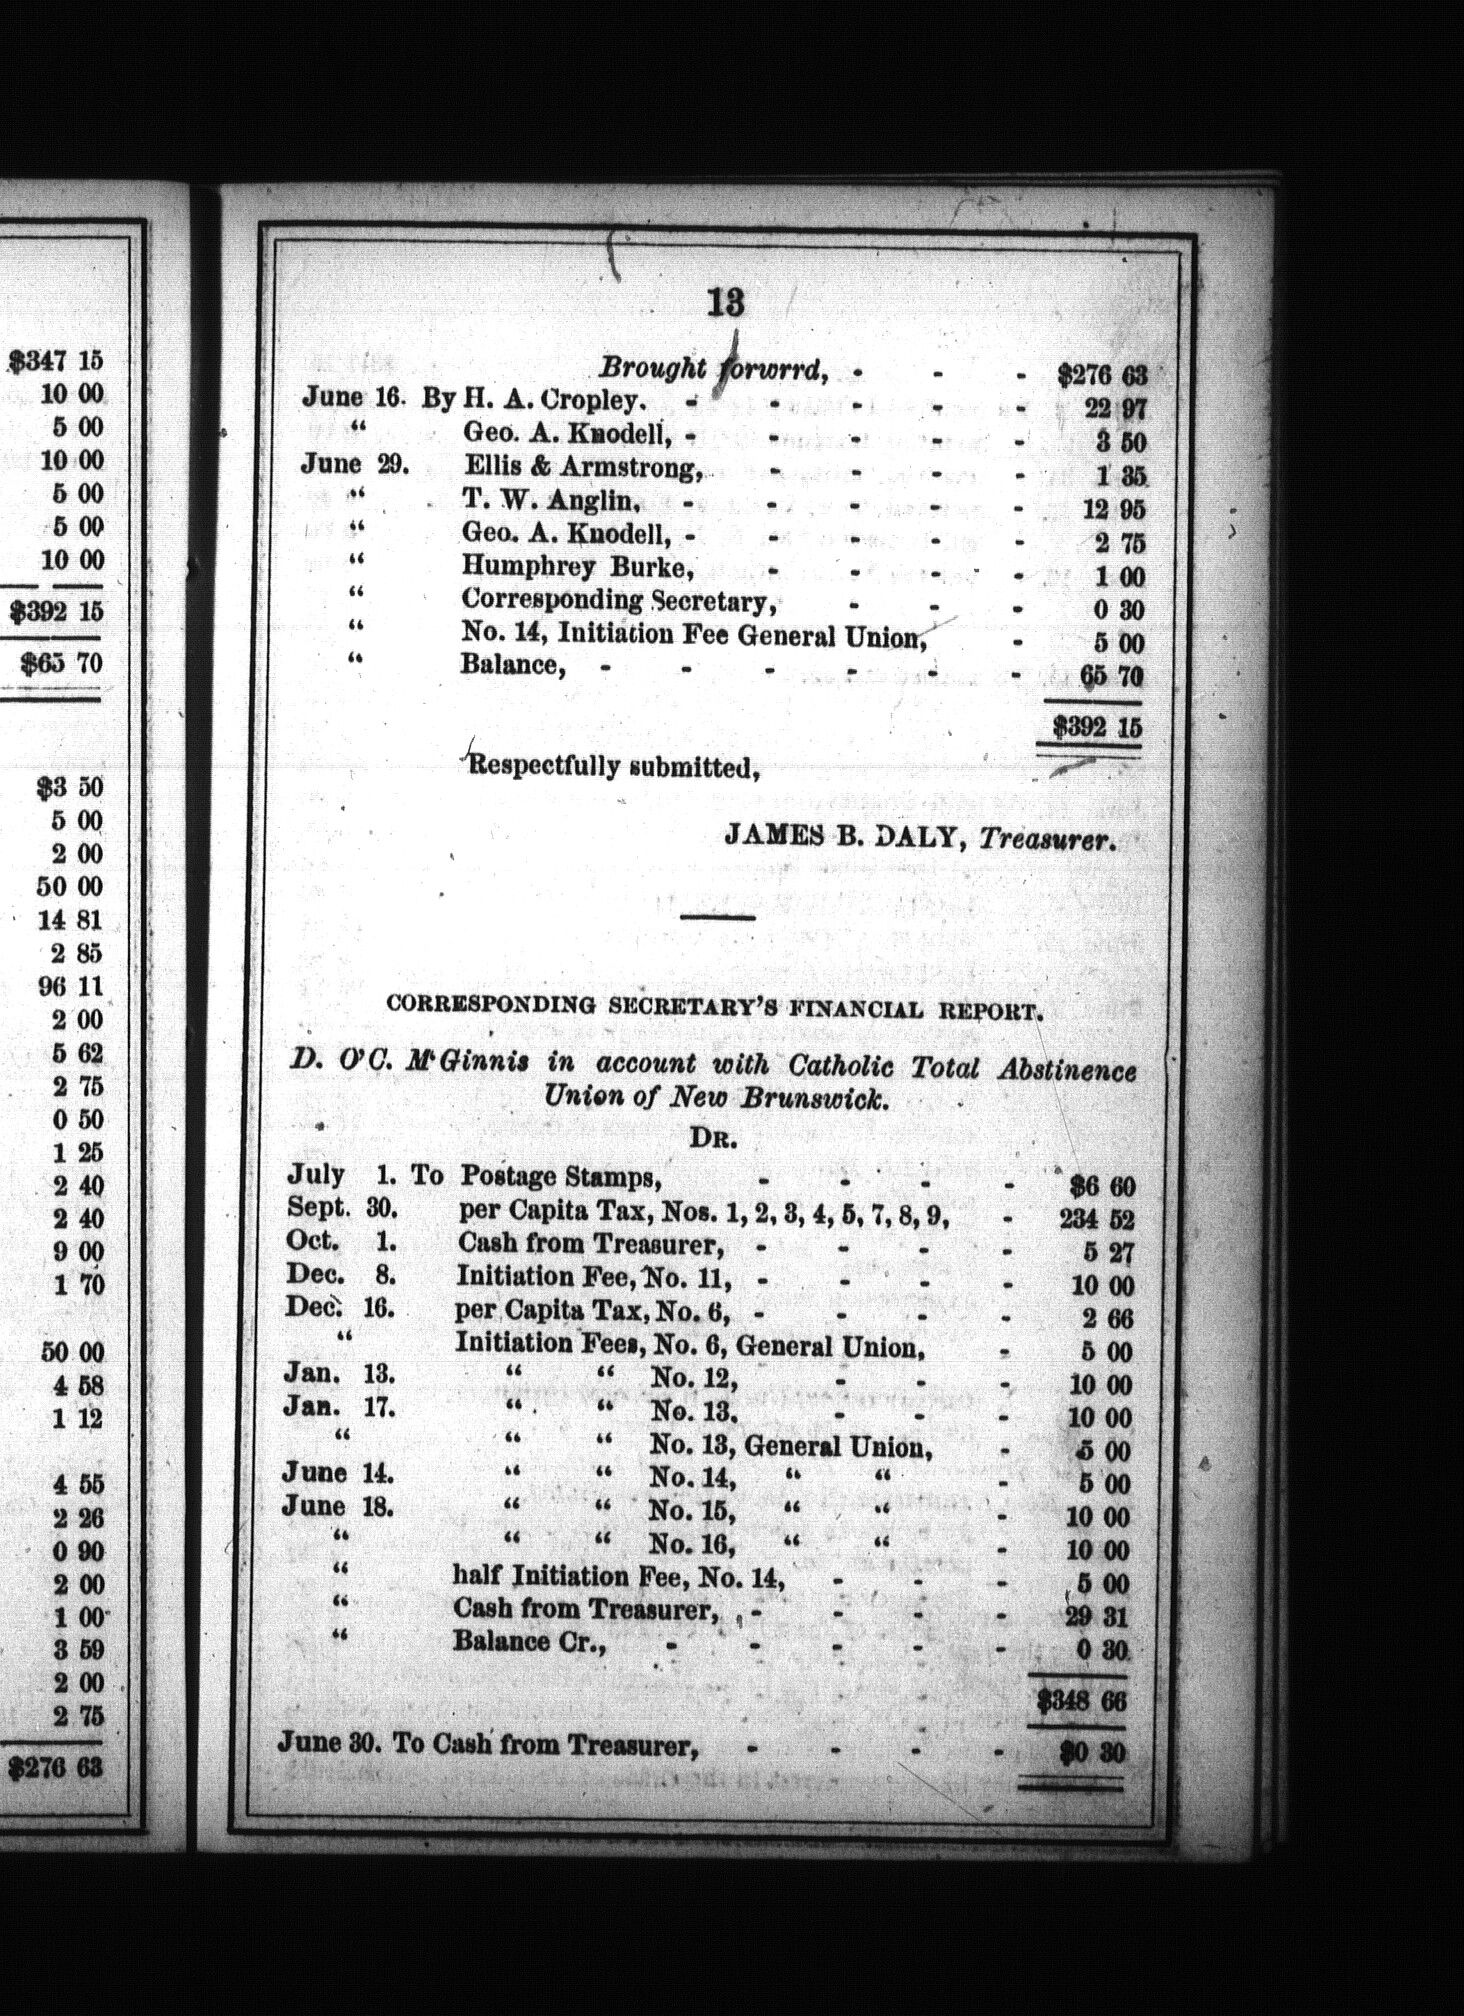 $347 15
10 00
5 00
10 00
5 00
5 00
10 00
$392 15
$65 70
$3 50
5 00
2 00
50 00
14 81
2 85
96 11
2 00
5 62
2 75
0 50
1 25
2 40
2 40
9 00
1 70
50 00
4 58
1 12
4 55
2 26
0 90
2 00
1 00
3 59
2 00
2 75
$276 63
13
Brought forwrrd, - - - $276 63
June 16. By H. A. Cropley. - - - - - 22 97
“ Geo. A. Knodell, - - - - - 3 50
June 29. Ellis & Armstrong, - - - - 1 35
“ T. W. Anglin, - - - - - 12 95
“ Geo. A. Knodell, - - - - - 2 75
“ Humphrey Burke, - - - - 1 00
“ Corresponding Secretary, - - - 0 30
“ No. 14, Initiation Fee General Union, - 5 00
“ Balance, - - - - - - 65 70
$392 15
Respectfully submitted,
JAMES B. DALY, Treasurer.
CORRESPONDING SECRETARY’S FINANCIAL REPORT.
D. O’C. M‘Ginnis in account with Catholic Total Abstinence
Union of New Brunswick.
DR.
July 1. To Postage Stamps, - - - - $6 60
Sept. 30. per Capita Tax, Nos. 1, 2, 3, 4, 5, 7, 8, 9, - 234 52
Oct. 1. Cash from Treasurer, - - - - 5 27
Dec. 8. Initiation Fee, No. 11, - - - - 10 00
Dec. 16. per Capita Tax, No. 6, - - - - 2 66
“ Initiation Fees, No. 6, General Union, - 5 00
Jan. 13. “ “ No. 12, - - - 10 00
Jan. 17. “ “ No. 13. - - - 10 00
“ “ “ No. 13, General Union, - 5 00
June 14. “ “ No. 14, “ “ - 5 00
June 18. “ “ No. 15, “ “ - 10 00
“ “ “ No. 16, “ “ - 10 00
“ half Initiation Fee, No. 14, - - - 5 00
“ Cash from Treasurer, - - - - 29 31
“ Balance Cr., - - - - - 0 30
$348 66
June 30. To Cash from Treasurer, - - - - $0 30